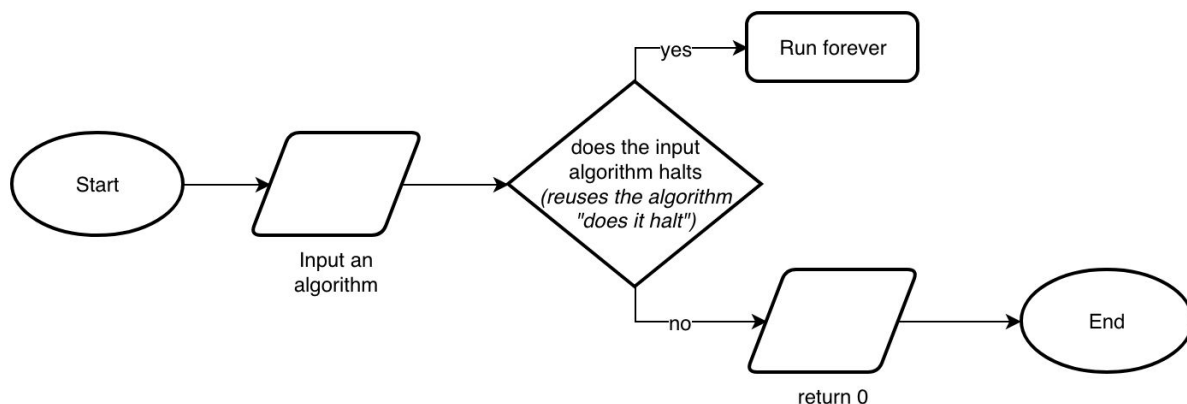 Start
Input an
algorithm
does the input
algorithm halts
(reuses the algorithm
"does it halt")
yes
Run forever
no
return 0
End